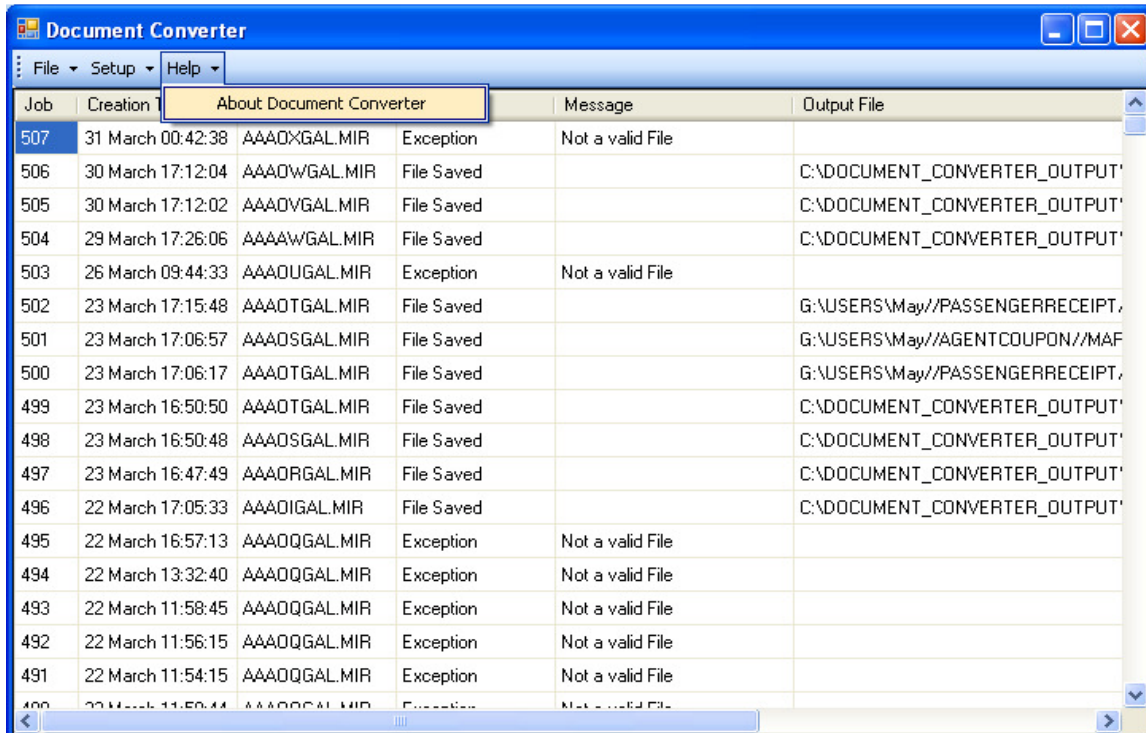 Document Converter
File Setup Help
About Document Converter
Job Creation Message Output File
507 31 March 00:42:38 AAAOXGAL.MIR Exception Not a valid File
506 30 March 17:12:04 AAAOWGAL.MIR File Saved C:\DOCUMENT_CONVERTER_OUTPUT
505 30 March 17:12:02 AAAOVGAL.MIR File Saved C:\DOCUMENT_CONVERTER_OUTPUT
504 29 March 17:26:06 AAAAWGAL.MIR File Saved C:\DOCUMENT_CONVERTER_OUTPUT
503 26 March 09:44:33 AAAOUGAL.MIR Exception Not a valid File
502 23 March 17:15:48 AAAOTGAL.MIR File Saved G:\USERS\May//PASSENGERRECEIPT
501 23 March 17:06:57 AAAOSGAL.MIR File Saved G:\USERS\May//AGENTCOUPON//MAF
500 23 March 17:06:17 AAAOTGAL.MIR File Saved G:\USERS\May//PASSENGERRECEIPT
499 23 March 16:50:50 AAAOTGAL.MIR File Saved C:\DOCUMENT_CONVERTER_OUTPUT
498 23 March 16:50:48 AAAOSGAL.MIR File Saved C:\DOCUMENT_CONVERTER_OUTPUT
497 23 March 16:47:49 AAAORGAL.MIR File Saved C:\DOCUMENT_CONVERTER_OUTPUT
496 22 March 17:05:33 AAAOIGAL.MIR File Saved C:\DOCUMENT_CONVERTER_OUTPUT
495 22 March 16:57:13 AAAOQGAL.MIR Exception Not a valid File
494 22 March 13:32:40 AAAOQGAL.MIR Exception Not a valid File
493 22 March 11:58:45 AAAOQGAL.MIR Exception Not a valid File
492 22 March 11:56:15 AAAOQGAL.MIR Exception Not a valid File
491 22 March 11:54:15 AAAOQGAL.MIR Exception Not a valid File